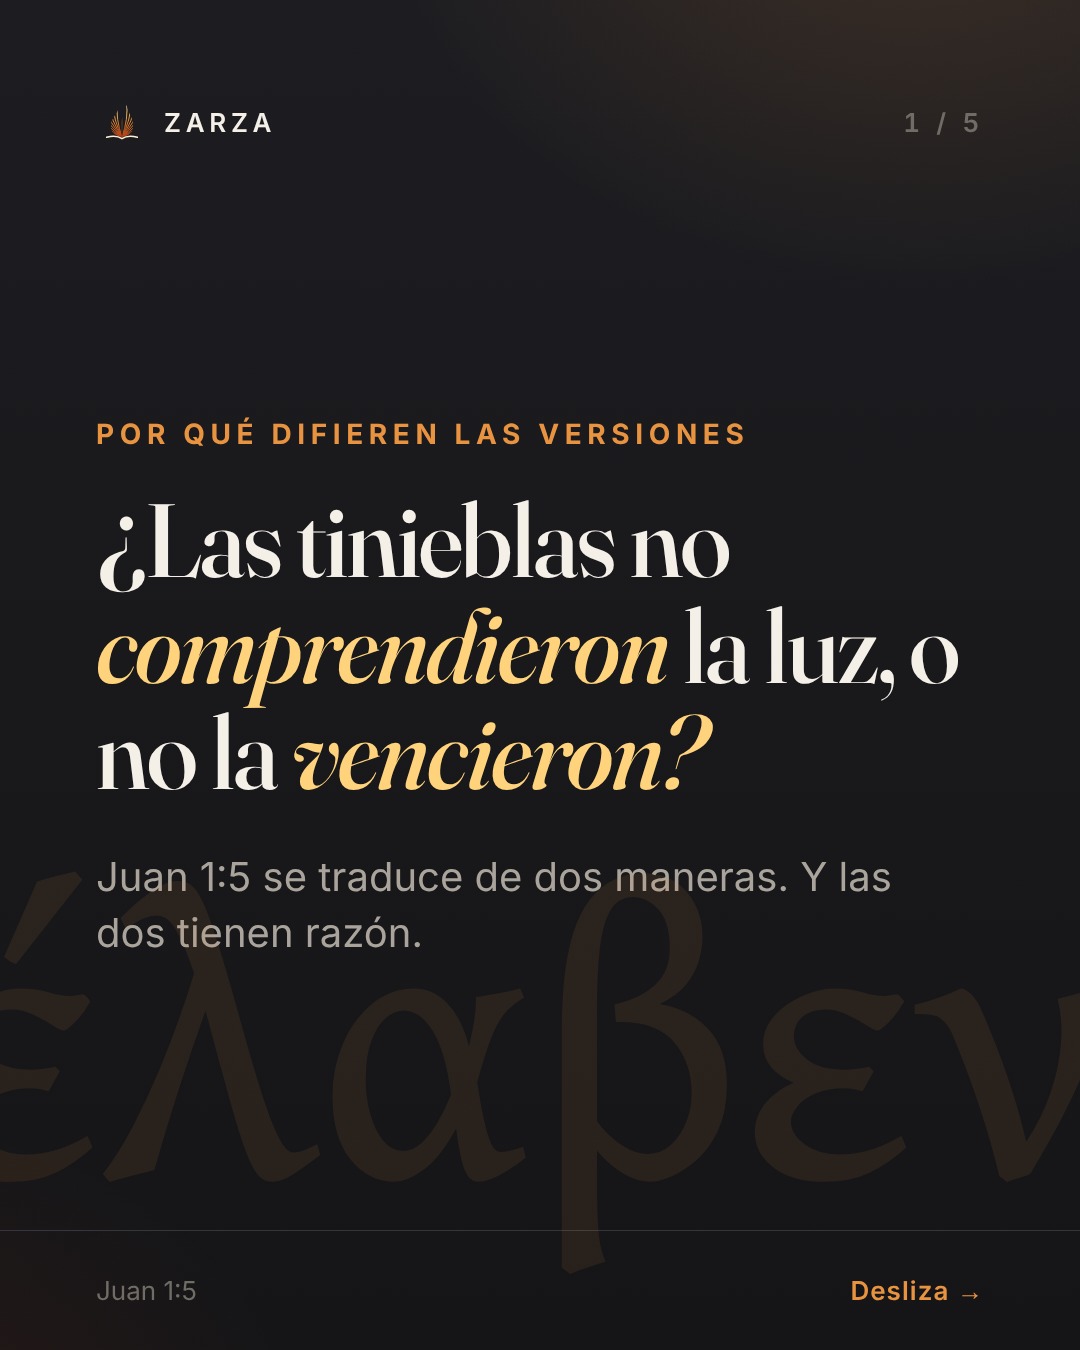 ZARZA
1 / 5
POR QUÉ DIFIEREN LAS VERSIONES
¿Las tinieblas no
comprendieron la luz, o
no la vencieron?
Juan 1:5 se traduce de dos maneras. Y las
dos tienen razón.
έλαβεν
Juan 1:5
Desliza →